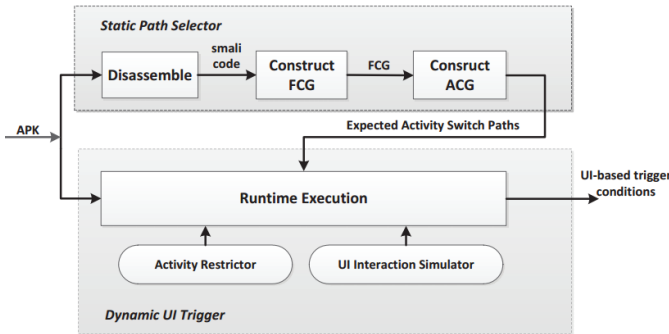 Static Path Selector
smali
code
Disassemble
Construct
FCG
FCG
Construct
ACG
APK
Expected Activity Switch Paths
Runtime Execution
UI-based trigger
conditions
Activity Restrictor
UI Interaction Simulator
Dynamic UI Trigger